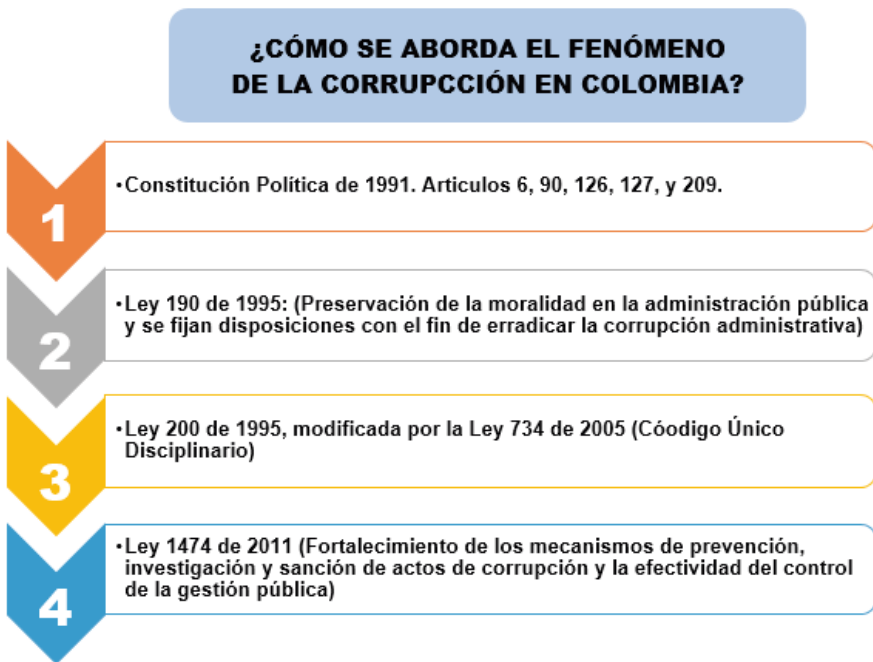 ¿CÓMO SE ABORDA EL FENÓMENO
DE LA CORRUPCCIÓN EN COLOMBIA?
1
•Constitución Política de 1991. Articulos 6, 90, 126, 127, y 209.
2
•Ley 190 de 1995: (Preservación de la moralidad en la administración pública
y se fijan disposiciones con el fin de erradicar la corrupción administrativa)
3
•Ley 200 de 1995, modificada por la Ley 734 de 2005 (Cóodigo Único
Disciplinario)
4
•Ley 1474 de 2011 (Fortalecimiento de los mecanismos de prevención,
investigación y sanción de actos de corrupción y la efectividad del control
de la gestión pública)